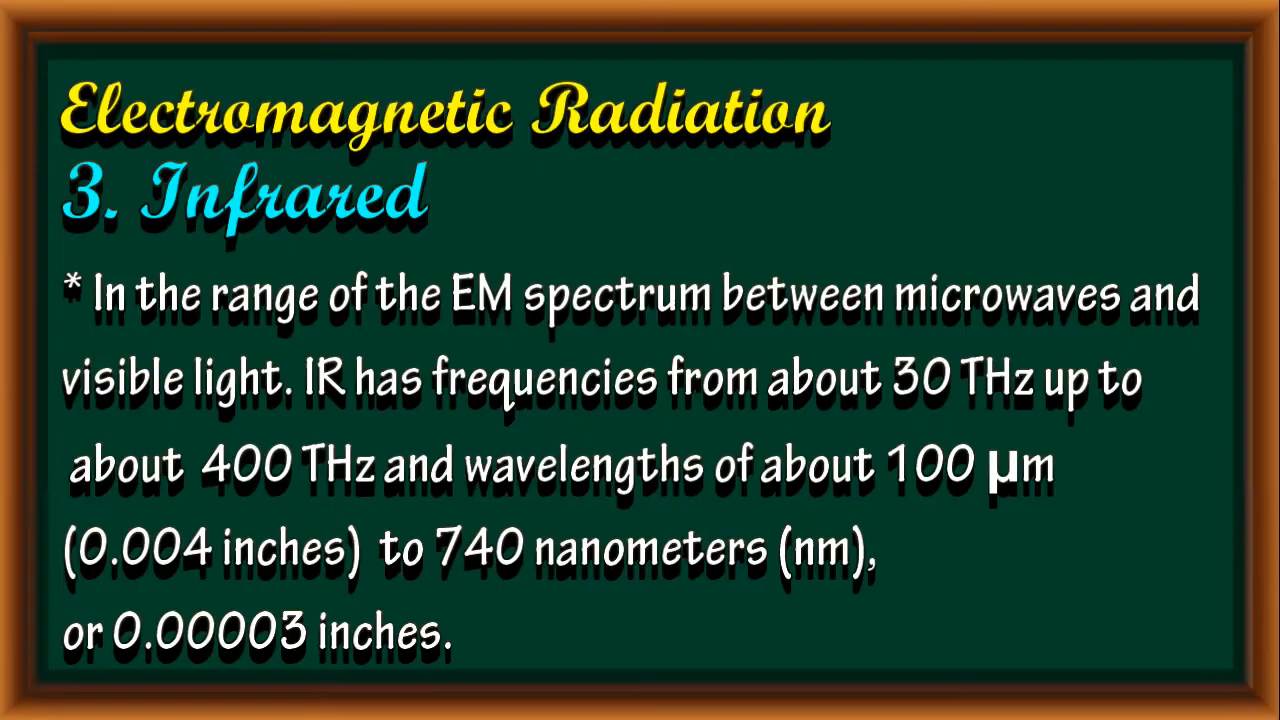 Electromagnetic Radiation
3. Infrared
* In the range of the EM spectrum between microwaves and
visible light. IR has frequencies from about 30 THz up to
about 400 THz and wavelengths of about 100 μm
(0.004 inches) to 740 nanometers (nm),
or 0.00003 inches.